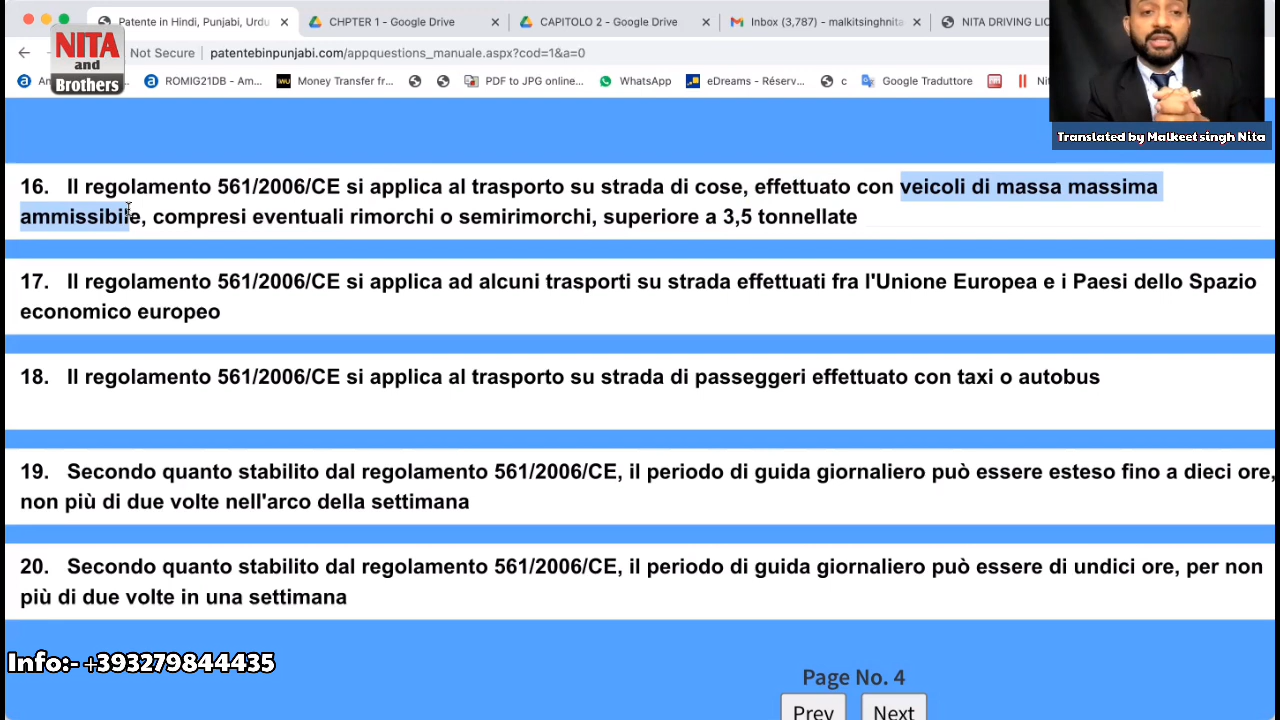 Patente in Hindi, Punjabi, Urdu
CHPTER 1 - Google Drive
CAPITOLO 2 - Google Drive
Inbox (3,787) - malkitsinghnita
NITA DRIVING LIC
NITA
and
Brothers
Not Secure
patentebinpunjabi.com/appquestions_manuale.aspx?cod=1&a=0
ROMIG21DB - Am...
Money Transfer fr...
PDF to JPG online...
WhatsApp
eDreams - Réserv...
c
Google Traduttore
Translated by Malkeet singh Nita
16. Il regolamento 561/2006/CE si applica al trasporto su strada di cose, effettuato con veicoli di massa massima
ammissibile, compresi eventuali rimorchi o semirimorchi, superiore a 3,5 tonnellate
17. Il regolamento 561/2006/CE si applica ad alcuni trasporti su strada effettuati fra l'Unione Europea e i Paesi dello Spazio
economico europeo
18. Il regolamento 561/2006/CE si applica al trasporto su strada di passeggeri effettuato con taxi o autobus
19. Secondo quanto stabilito dal regolamento 561/2006/CE, il periodo di guida giornaliero può essere esteso fino a dieci ore,
non più di due volte nell'arco della settimana
20. Secondo quanto stabilito dal regolamento 561/2006/CE, il periodo di guida giornaliero può essere di undici ore, per non
più di due volte in una settimana
Info:- +393279844435
Page No. 4
Prev
Next